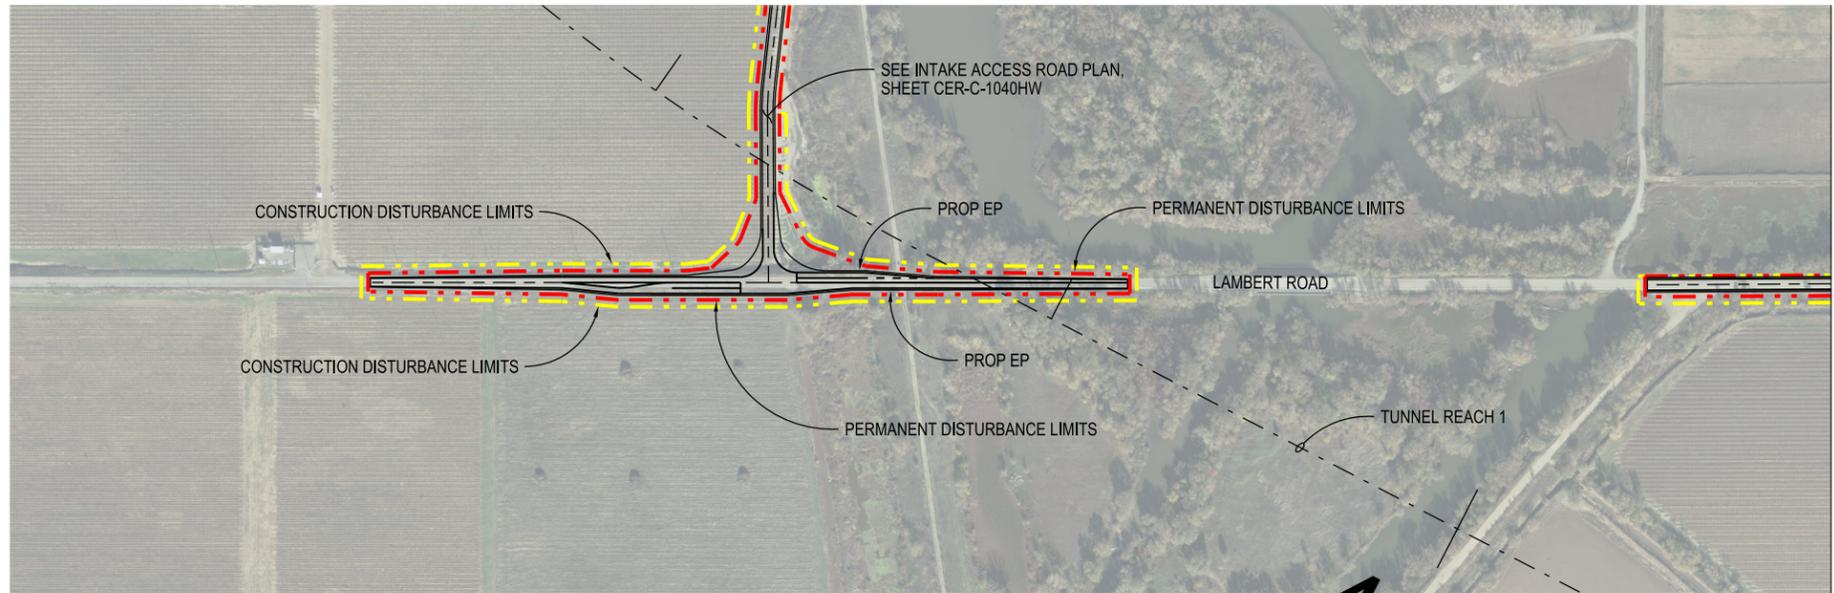 SEE INTAKE ACCESS ROAD PLAN,
SHEET CER-C-1040HW
CONSTRUCTION DISTURBANCE LIMITS
PROP EP
PERMANENT DISTURBANCE LIMITS
LAMBERT ROAD
CONSTRUCTION DISTURBANCE LIMITS
PROP EP
TUNNEL REACH 1
PERMANENT DISTURBANCE LIMITS